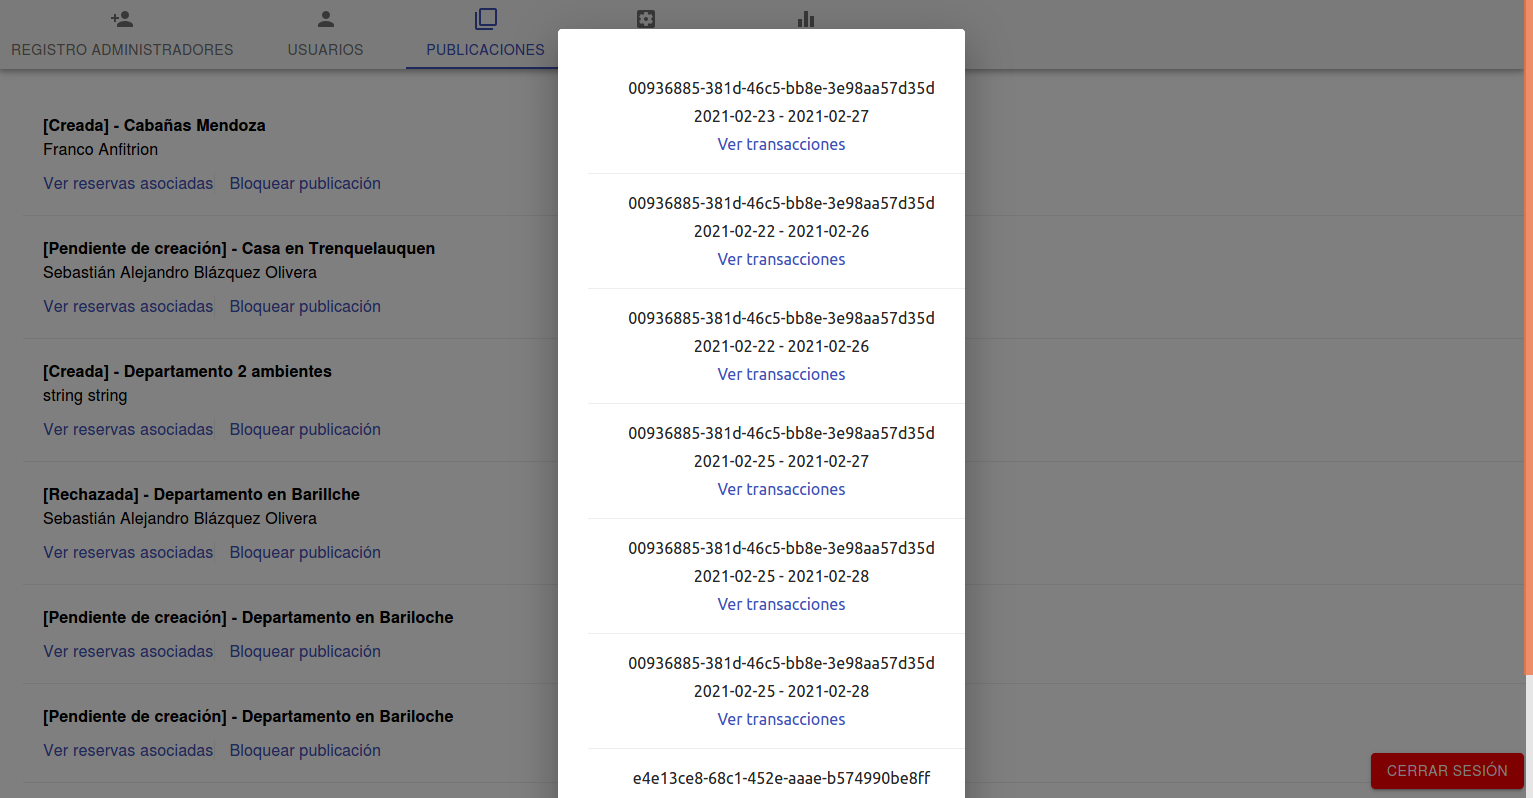 REGISTRO ADMINISTRADORES
USUARIOS
PUBLICACIONES
[Creada] - Cabañas Mendoza
Franco Anfitrion
Ver reservas asociadas Bloquear publicación
[Pendiente de creación] - Casa en Trenquelauquen
Sebastián Alejandro Blázquez Olivera
Ver reservas asociadas Bloquear publicación
[Creada] - Departamento 2 ambientes
string string
Ver reservas asociadas Bloquear publicación
[Rechazada] - Departamento en Barillche
Sebastián Alejandro Blázquez Olivera
Ver reservas asociadas Bloquear publicación
[Pendiente de creación] - Departamento en Bariloche
Ver reservas asociadas Bloquear publicación
[Pendiente de creación] - Departamento en Bariloche
Ver reservas asociadas Bloquear publicación
00936885-381d-46c5-bb8e-3e98aa57d35d
2021-02-23 - 2021-02-27
Ver transacciones
00936885-381d-46c5-bb8e-3e98aa57d35d
2021-02-22 - 2021-02-26
Ver transacciones
00936885-381d-46c5-bb8e-3e98aa57d35d
2021-02-22 - 2021-02-26
Ver transacciones
00936885-381d-46c5-bb8e-3e98aa57d35d
2021-02-25 - 2021-02-27
Ver transacciones
00936885-381d-46c5-bb8e-3e98aa57d35d
2021-02-25 - 2021-02-28
Ver transacciones
00936885-381d-46c5-bb8e-3e98aa57d35d
2021-02-25 - 2021-02-28
Ver transacciones
e4e13ce8-68c1-452e-aaae-b574990be8ff
CERRAR SESIÓN